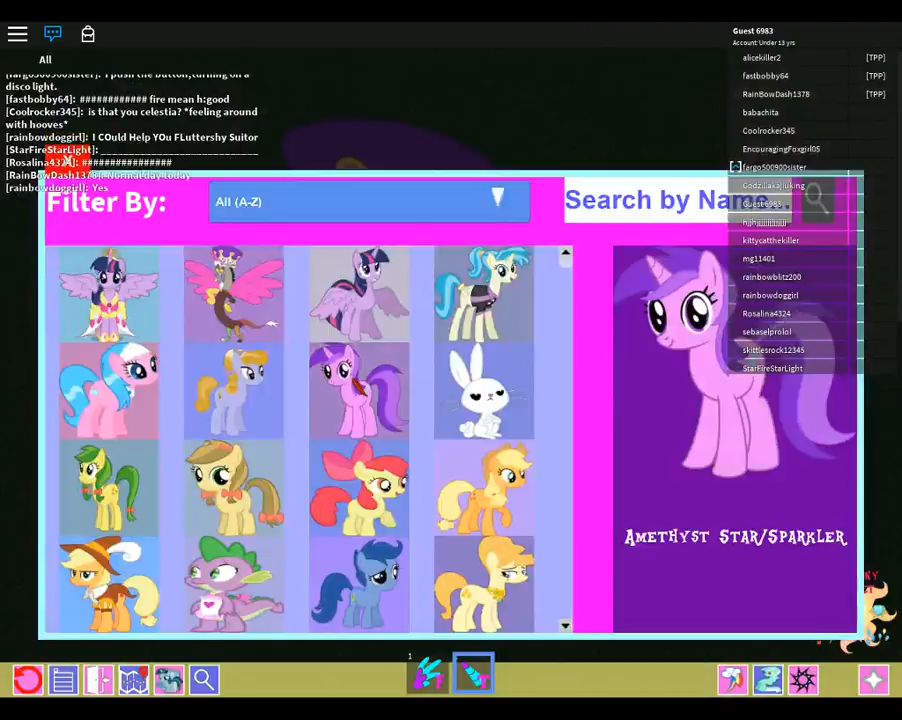 Guest 6983
Account: Under 13 yrs
All
[fargo500900sister]: I push the button,turning on a
disco light.
[fastbobby64]: ############ fire mean h:good
[Coolrocker345]: is that you celestia? *feeling around
with hooves*
[rainbowdoggirl]: I COuld Help YOu FLuttershy Suitor
[StarFireStarLight]:
[Rosalina4324]: ###############
[RainBowDash1378]: Normal day today
[rainbowdoggirl]: Yes
X
alicekiller2 [TPP]
fastbobby64 [TPP]
RainBowDash1378 [TPP]
babachita
Coolrocker345
EncouragingFoxgirl05
fargo500900sister
Godzillakajiuking
Guest 6983
kittycatthekiller
mg11401
rainbowblitz200
rainbowdoggirl
Rosalina4324
sebaselprolol
skittlesrock12345
StarFireStarLight
Filter By:
All (A-Z)
Search by Name...
Amethyst Star/Sparkler
1